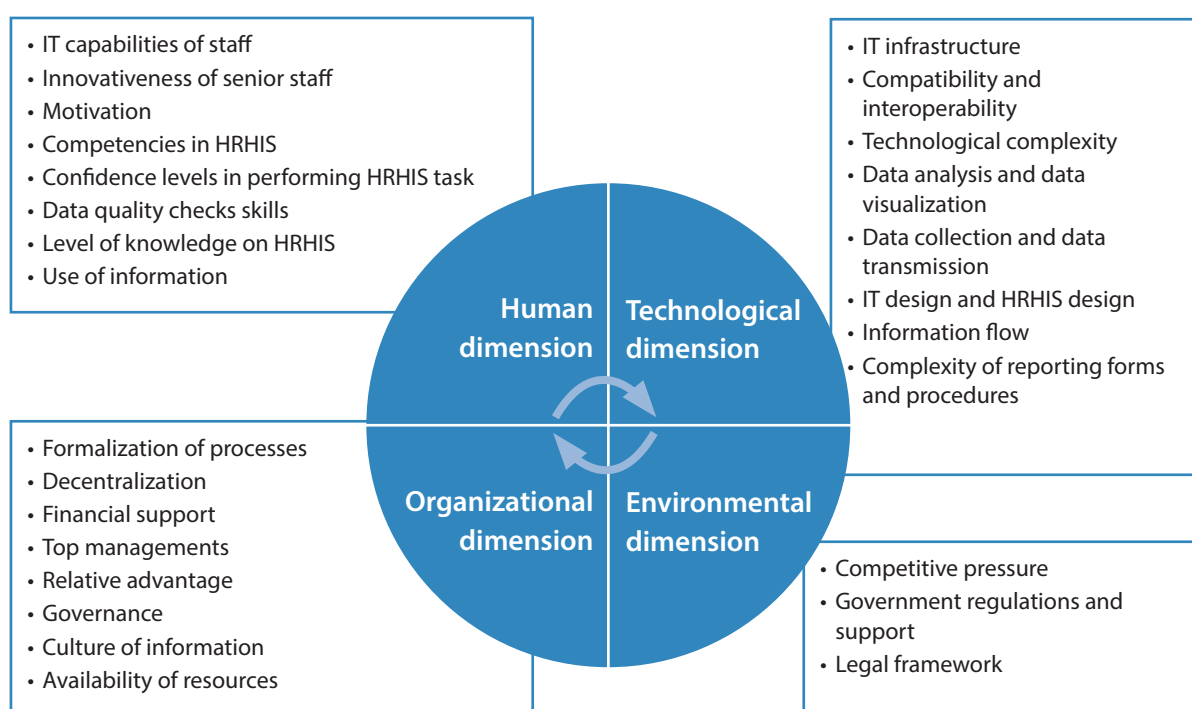 • IT capabilities of staff
• Innovativeness of senior staff
• Motivation
• Competencies in HRHIS
• Confidence levels in performing HRHIS task
• Data quality checks skills
• Level of knowledge on HRHIS
• Use of information
• IT infrastructure
• Compatibility and
interoperability
• Technological complexity
• Data analysis and data
visualization
• Data collection and data
transmission
• IT design and HRHIS design
• Information flow
• Complexity of reporting forms
and procedures
Human
dimension
Technological
dimension
Organizational
dimension
Environmental
dimension
• Formalization of processes
• Decentralization
• Financial support
• Top managements
• Relative advantage
• Governance
• Culture of information
• Availability of resources
• Competitive pressure
• Government regulations and
support
• Legal framework